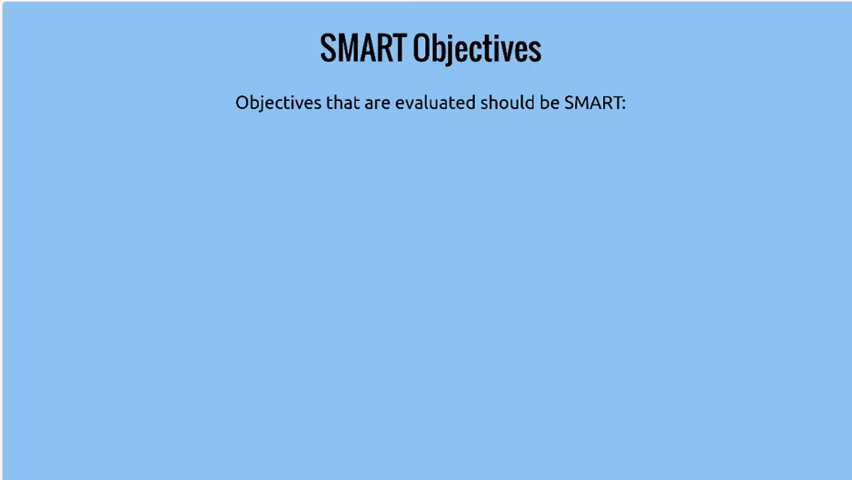 SMART Objectives
Objectives that are evaluated should be SMART: